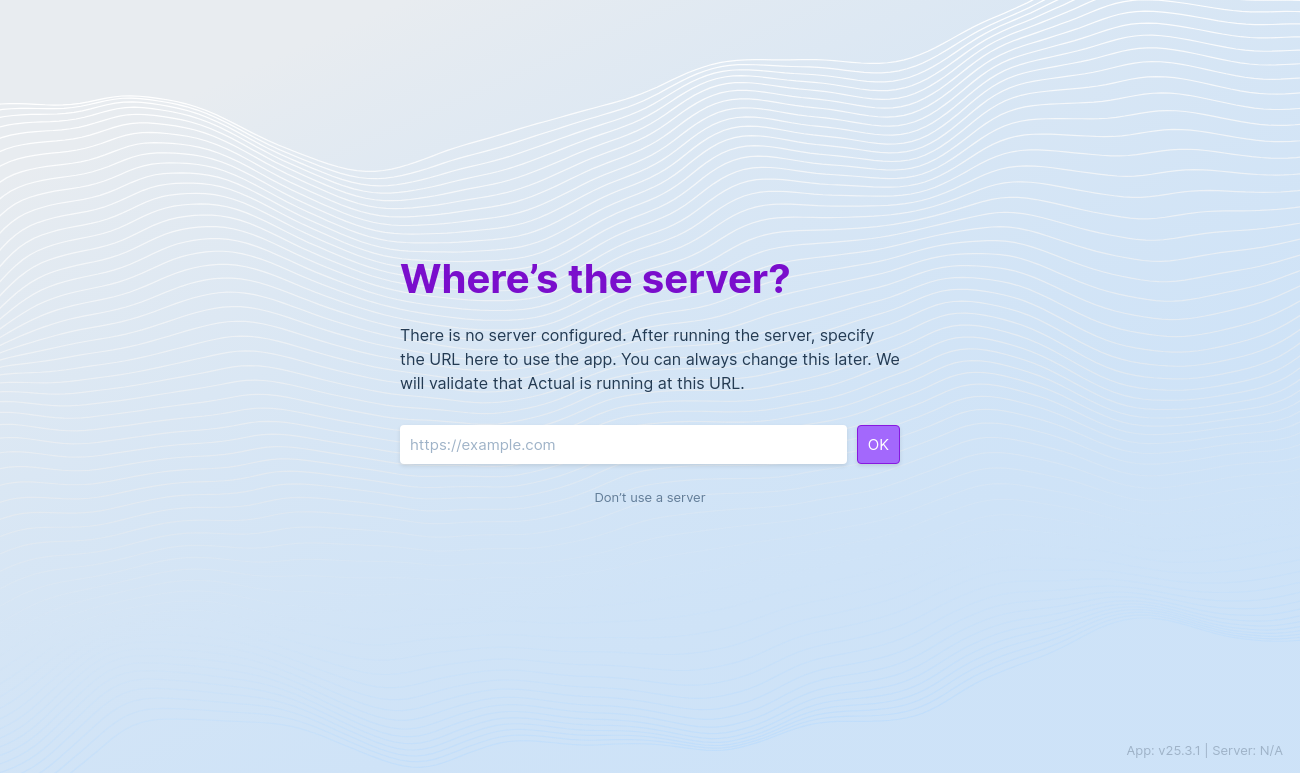 Where’s the server?
There is no server configured. After running the server, specify
the URL here to use the app. You can always change this later. We
will validate that Actual is running at this URL.
https://example.com
OK
Don’t use a server
App: v25.3.1 | Server: N/A